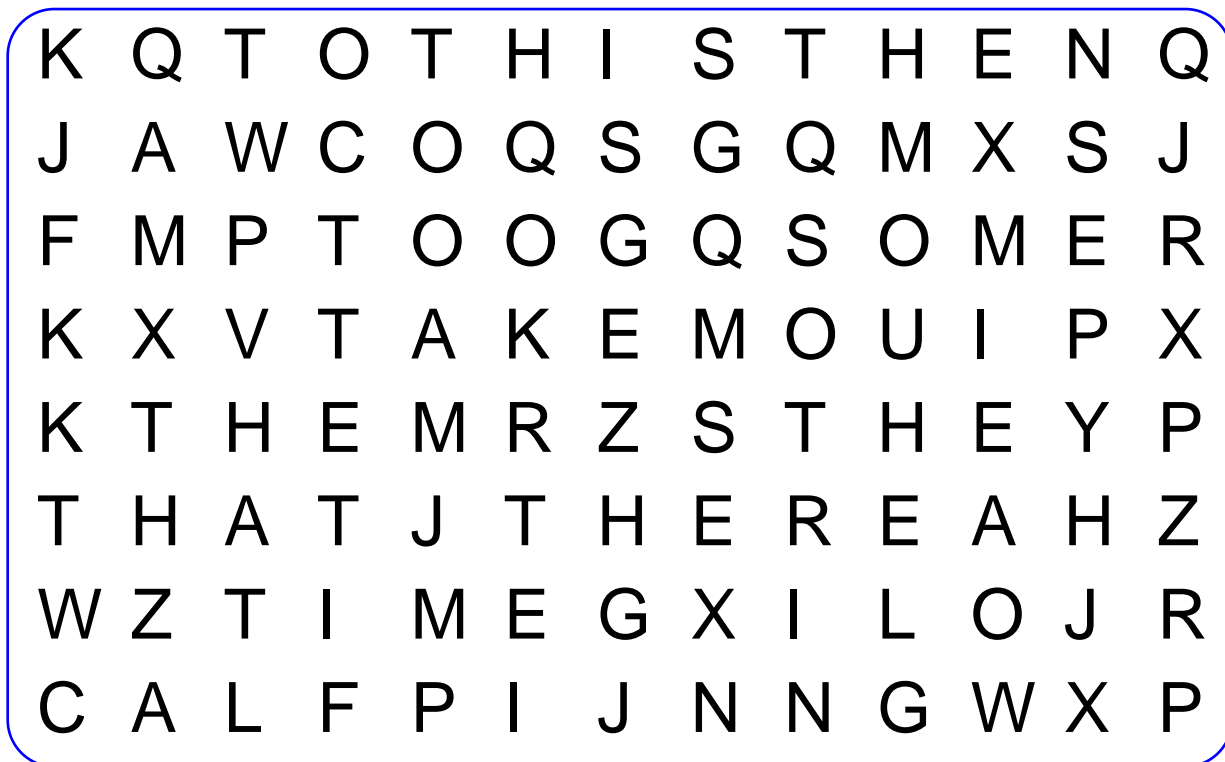 K Q T O T H I S T H E N Q
J A W C O Q S G Q M X S J
F M P T O O G Q S O M E R
K X V T A K E M O U I P X
K T H E M R Z S T H E Y P
T H A T J T H E R E A H Z
W Z T I M E G X I L O J R
C A L F P I J N N G W X P